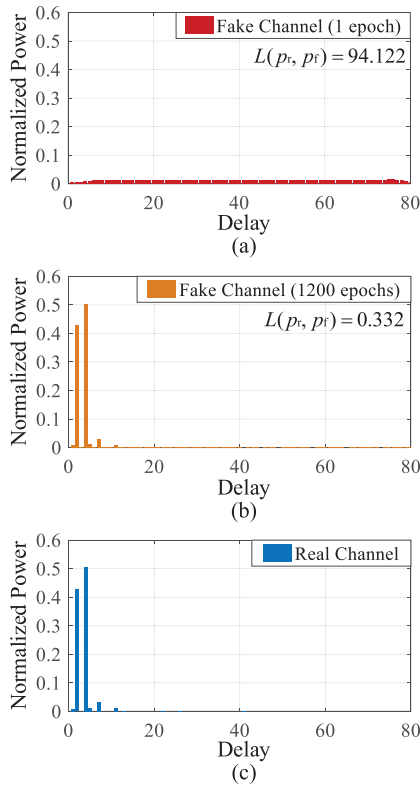 0.6
Fake Channel (1 epoch)
0.5
L(pr, pf) = 94.122
0.4
0.3
0.2
0.1
0
Normalized Power
0 20 40 60 80
Delay
(a)
0.6
Fake Channel (1200 epochs)
0.5
L(pr, pf) = 0.332
0.4
0.3
0.2
0.1
0
Normalized Power
0 20 40 60 80
Delay
(b)
0.6
Real Channel
0.5
0.4
0.3
0.2
0.1
0
Normalized Power
0 20 40 60 80
Delay
(c)